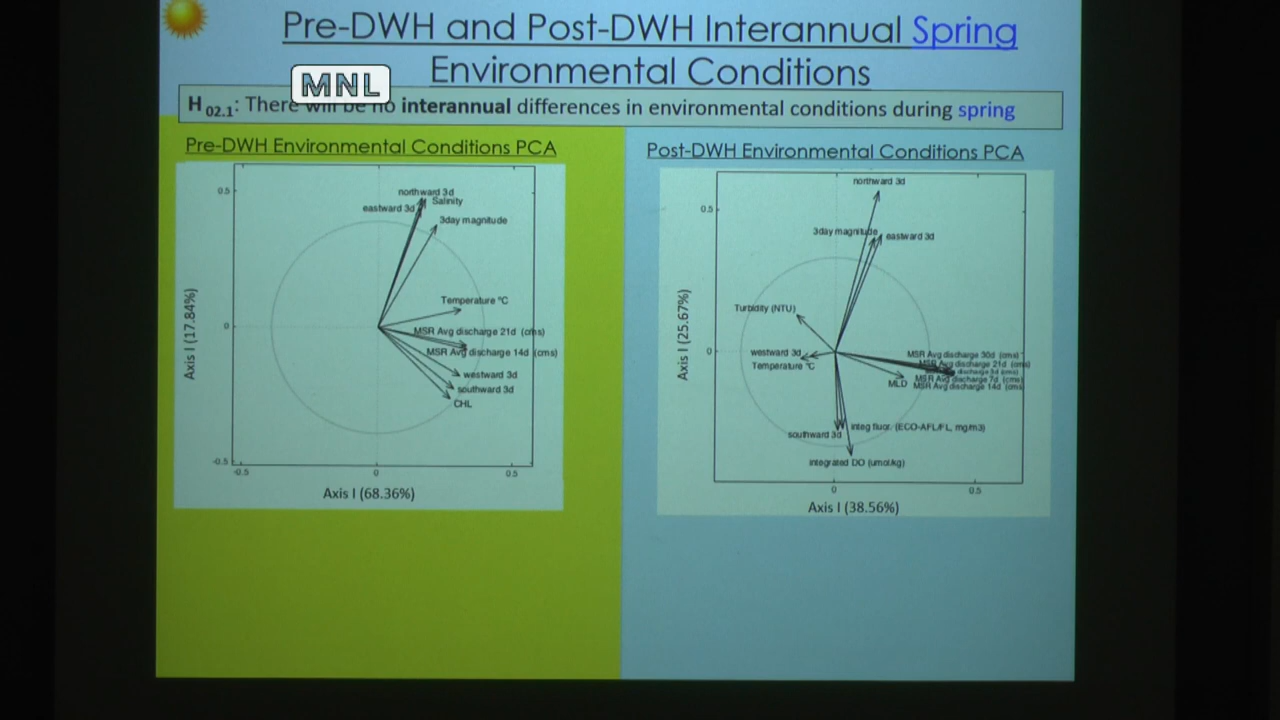 Pre-DWH and Post-DWH Interannual Spring
Environmental Conditions
MNL
H 02.1: There will be no interannual differences in environmental conditions during spring
Pre-DWH Environmental Conditions PCA
0.5
0
-0.5
-0.5
0
0.5
northward 3d
Salinity
eastward 3d
3day magnitude
Temperature °C
MSR Avg discharge 21d (cms)
MSR Avg discharge 14d (cms)
westward 3d
southward 3d
CHL
Axis I (17.84%)
Axis I (68.36%)
Post-DWH Environmental Conditions PCA
0.5
0
0
0.5
northward 3d
3day magnitude
eastward 3d
Turbidity (NTU)
westward 3d
Temperature °C
MSR Avg discharge 30d (cms)
MSR Avg discharge 21d (cms)
MSR Avg discharge 7d (cms)
MLD
MSR Avg discharge 14d (cms)
southward 3d
integ fluor. (ECO-AFL/FL, mg/m3)
integrated DO (umol/kg)
Axis I (25.67%)
Axis I (38.56%)